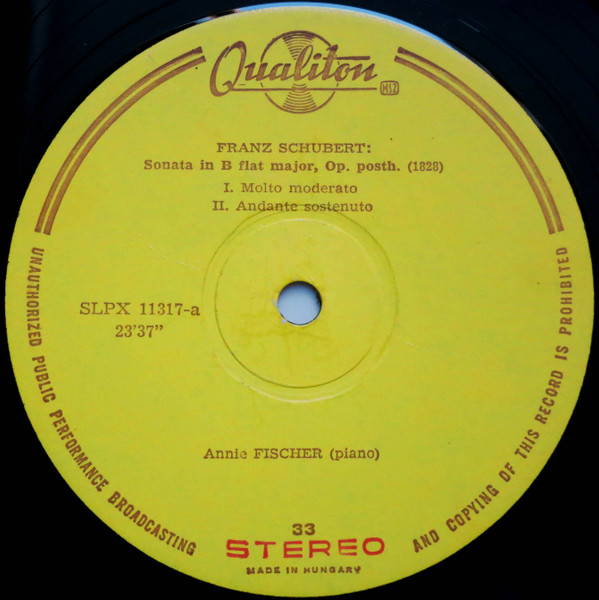 Qualiton
MHZ
FRANZ SCHUBERT:
Sonata in B flat major, Op. posth. (1828)
I. Molto moderato
II. Andante sostenuto
SLPX 11317-a
23'37"
Annie FISCHER (piano)
33
STEREO
MADE IN HUNGARY
UNAUTHORIZED PUBLIC PERFORMANCE BROADCASTING
AND COPYING OF THIS RECORD IS PROHIBITED